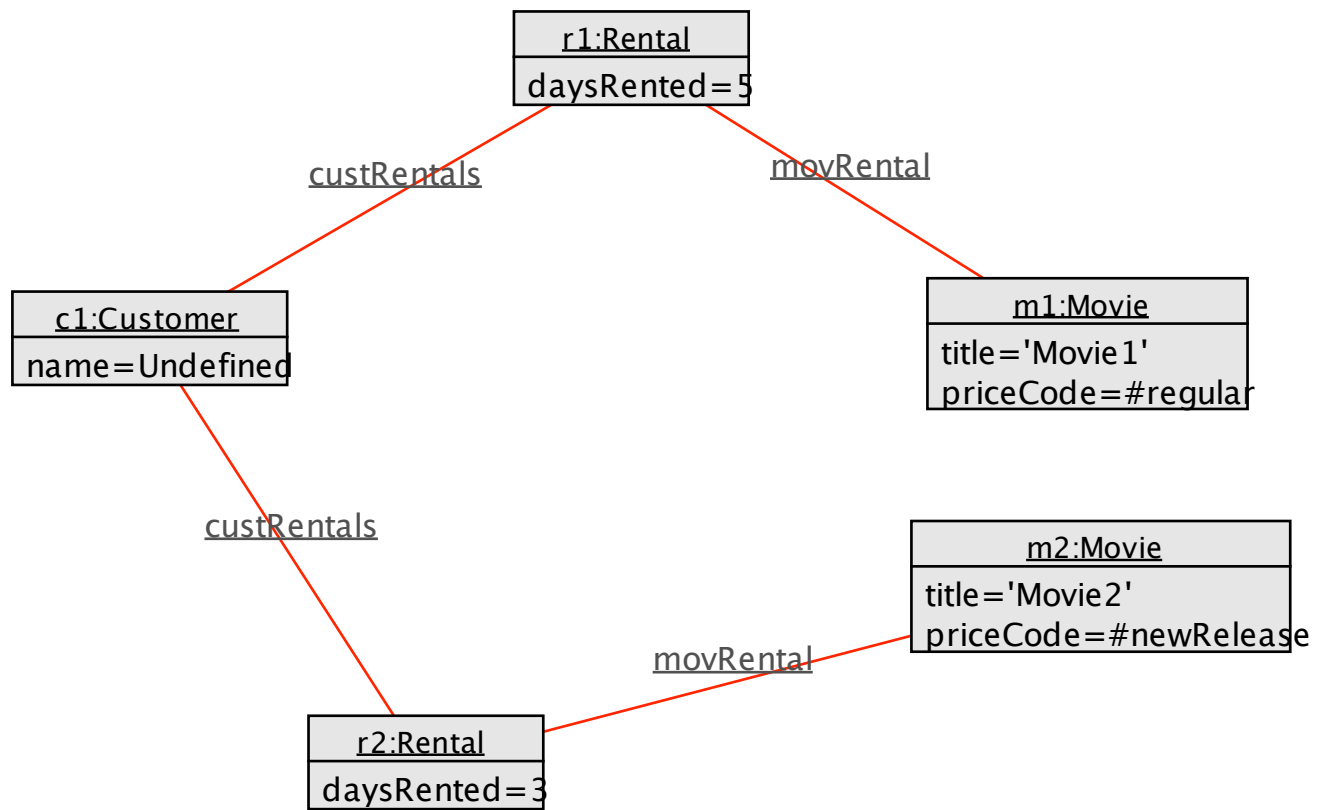 r1:Rental
daysRented=5
custRentals
movRental
c1:Customer
name=Undefined
m1:Movie
title='Movie1'
priceCode=#regular
custRentals
m2:Movie
title='Movie2'
priceCode=#newRelease
movRental
r2:Rental
daysRented=3